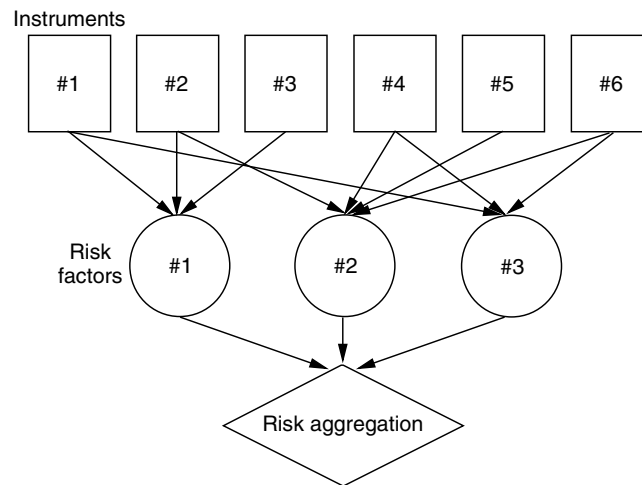 Instruments
#1
#2
#3
#4
#5
#6
Risk
factors
#1
#2
#3
Risk aggregation